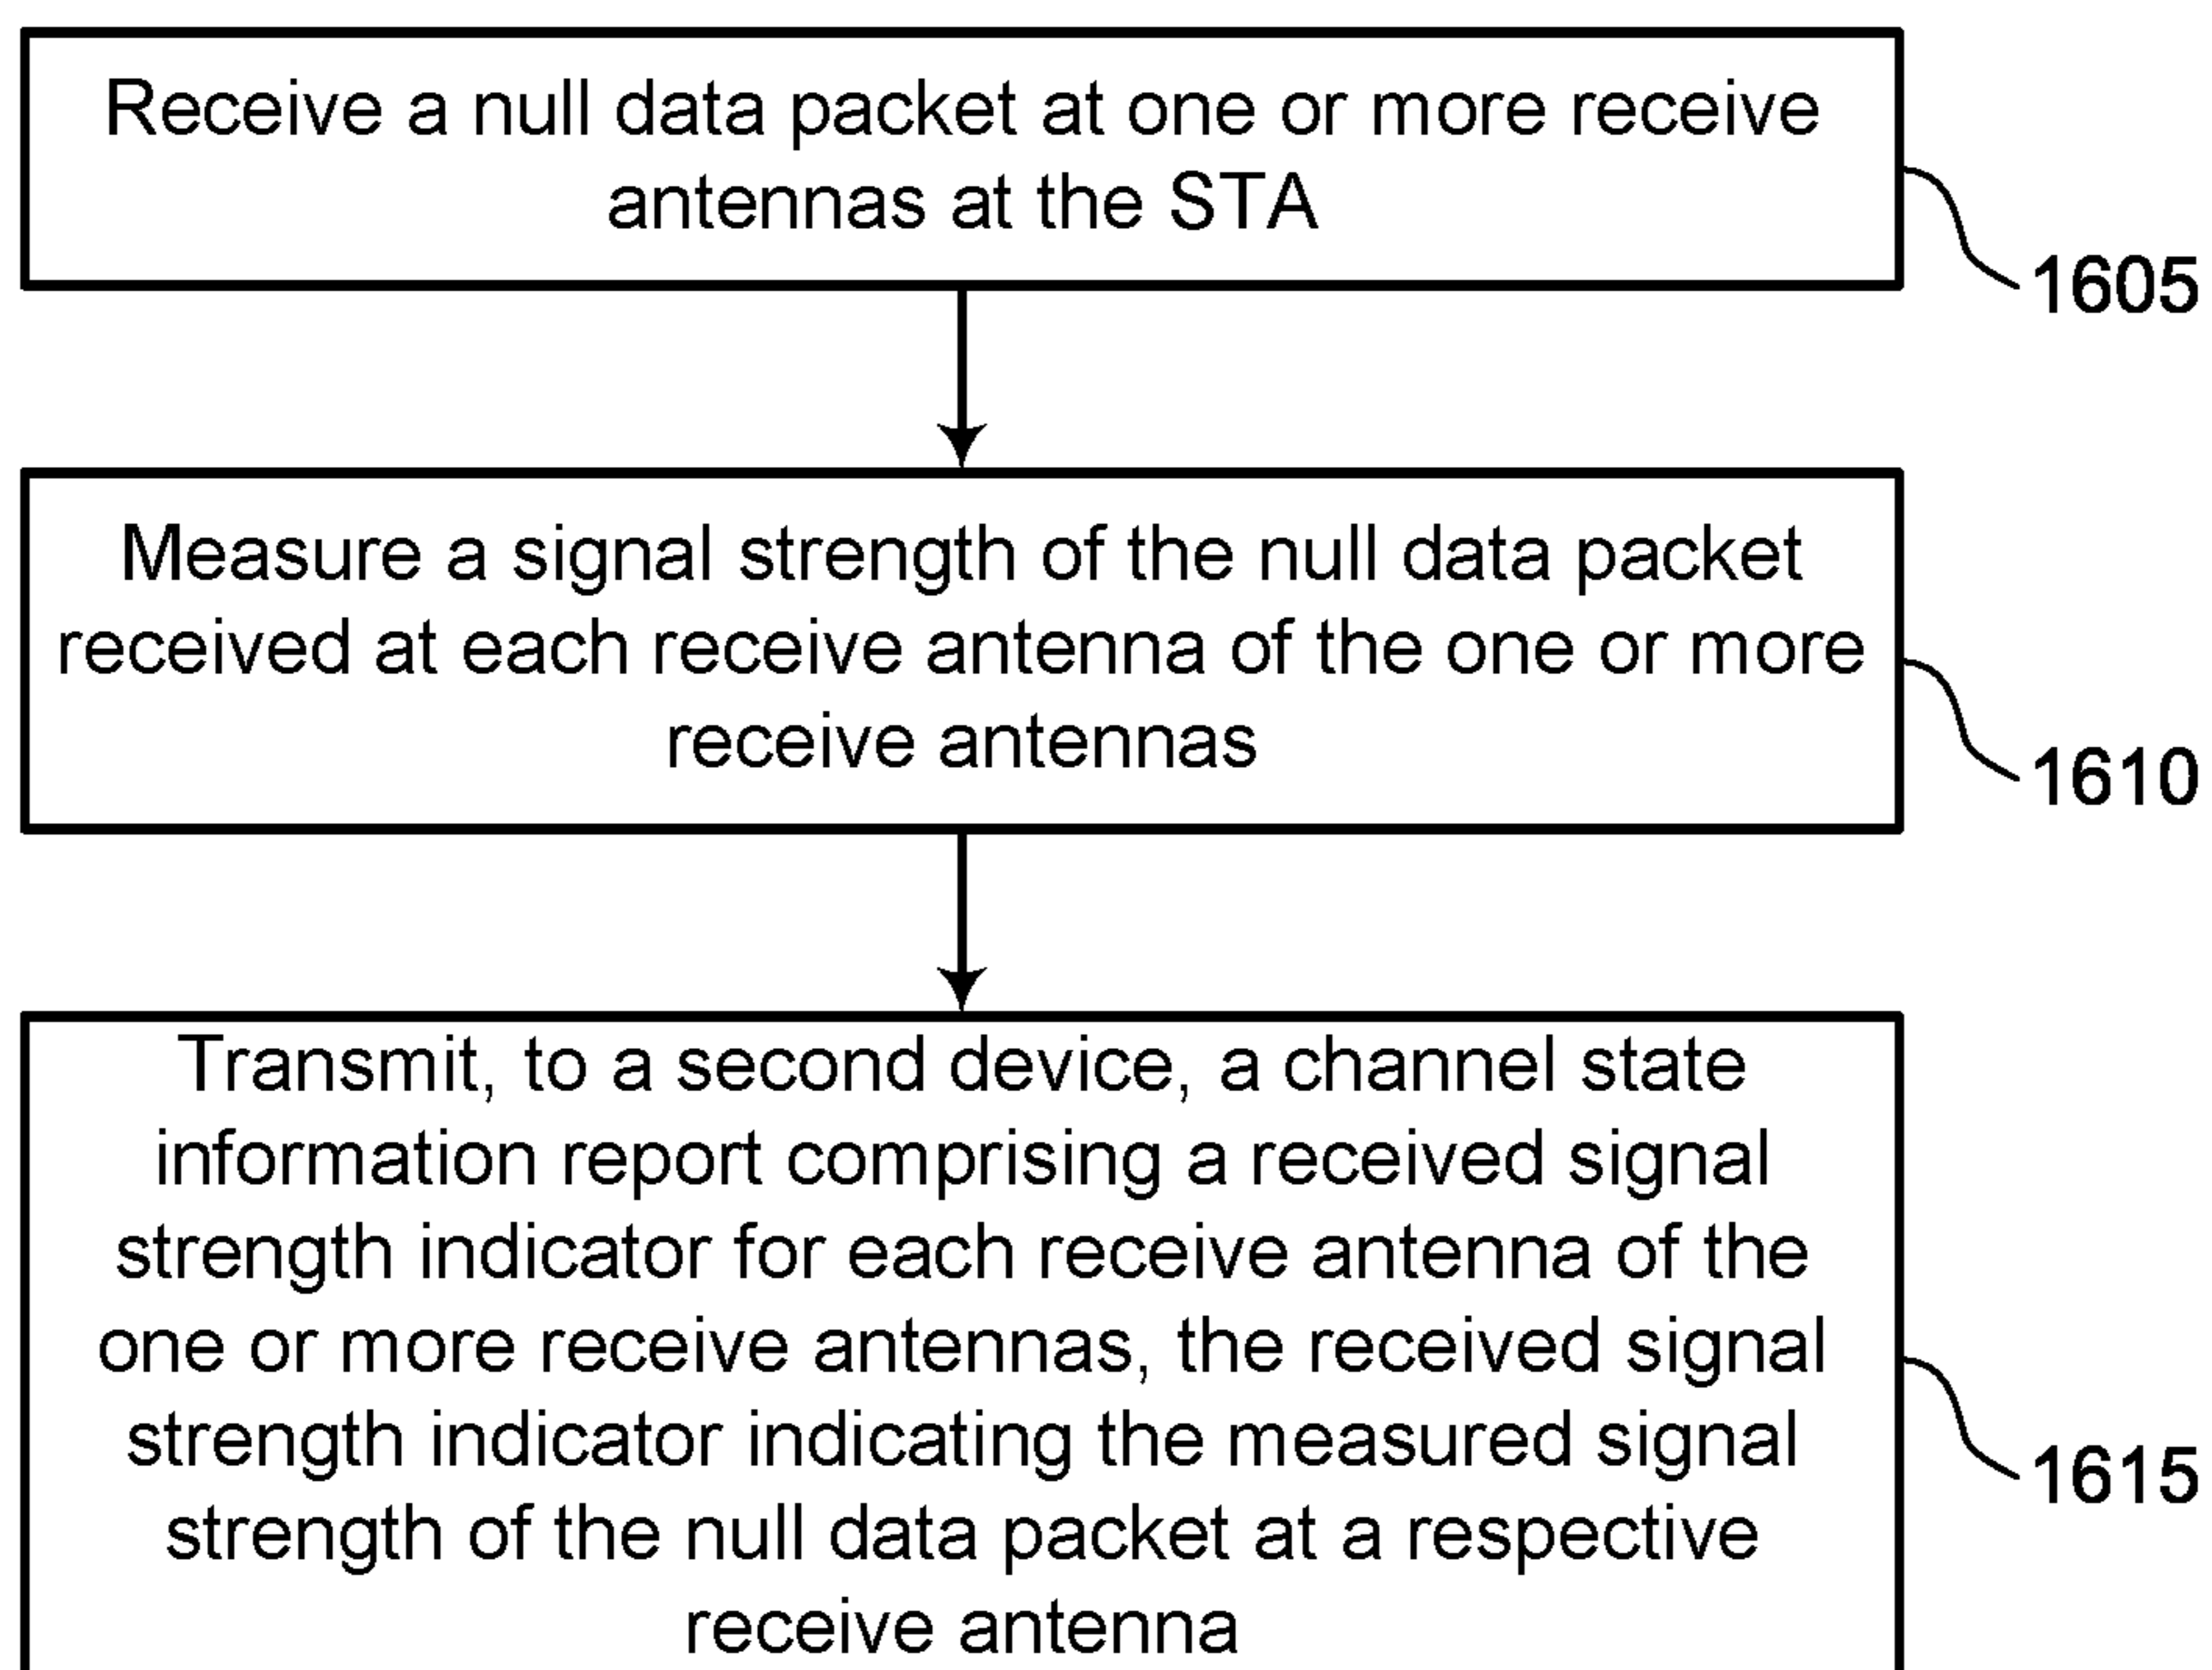 Receive a null data packet at one or more receive
antennas at the STA
1605
Measure a signal strength of the null data packet
received at each receive antenna of the one or more
receive antennas
1610
Transmit, to a second device, a channel state
information report comprising a received signal
strength indicator for each receive antenna of the
one or more receive antennas, the received signal
strength indicator indicating the measured signal
strength of the null data packet at a respective
receive antenna
1615